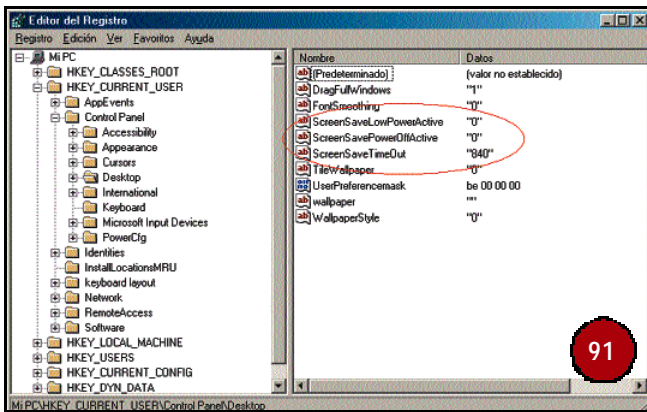 Editor del Registro
Registro Edición Ver Favoritos Ayuda
Mi PC
HKEY_CLASSES_ROOT
HKEY_CURRENT_USER
AppEvents
Control Panel
Accessibility
Appearance
Cursors
Desktop
International
Keyboard
Microsoft Input Devices
PowerCfg
Identities
InstallLocationsMRU
keyboard layout
Network
RemoteAccess
Software
HKEY_LOCAL_MACHINE
HKEY_USERS
HKEY_CURRENT_CONFIG
HKEY_DYN_DATA
Nombre Datos
(Predeterminado) (valor no establecido)
DragFullWindows "1"
FontSmoothing "0"
ScreenSaveLowPowerActive "0"
ScreenSavePowerOffActive "0"
ScreenSaveTimeOut "840"
TileWallpaper "0"
UserPreferencemask be 00 00 00
wallpaper ""
WallpaperStyle "0"
91
Mi PC\HKEY_CURRENT_USER\Control Panel\Desktop